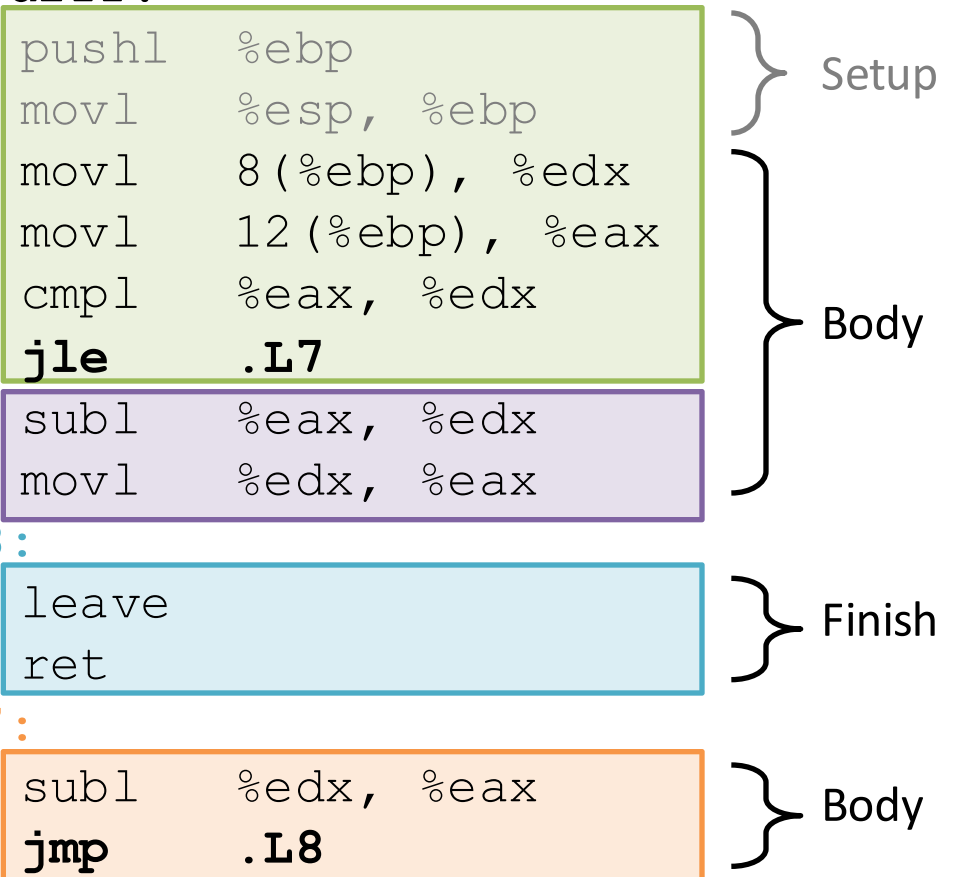 pushl %ebp
Setup
movl %esp, %ebp
movl 8(%ebp), %edx
movl 12(%ebp), %eax
cmpl %eax, %edx
Body
jle .L7
subl %eax, %edx
movl %edx, %eax
:
leave
Finish
ret
:
subl %edx, %eax
Body
jmp .L8